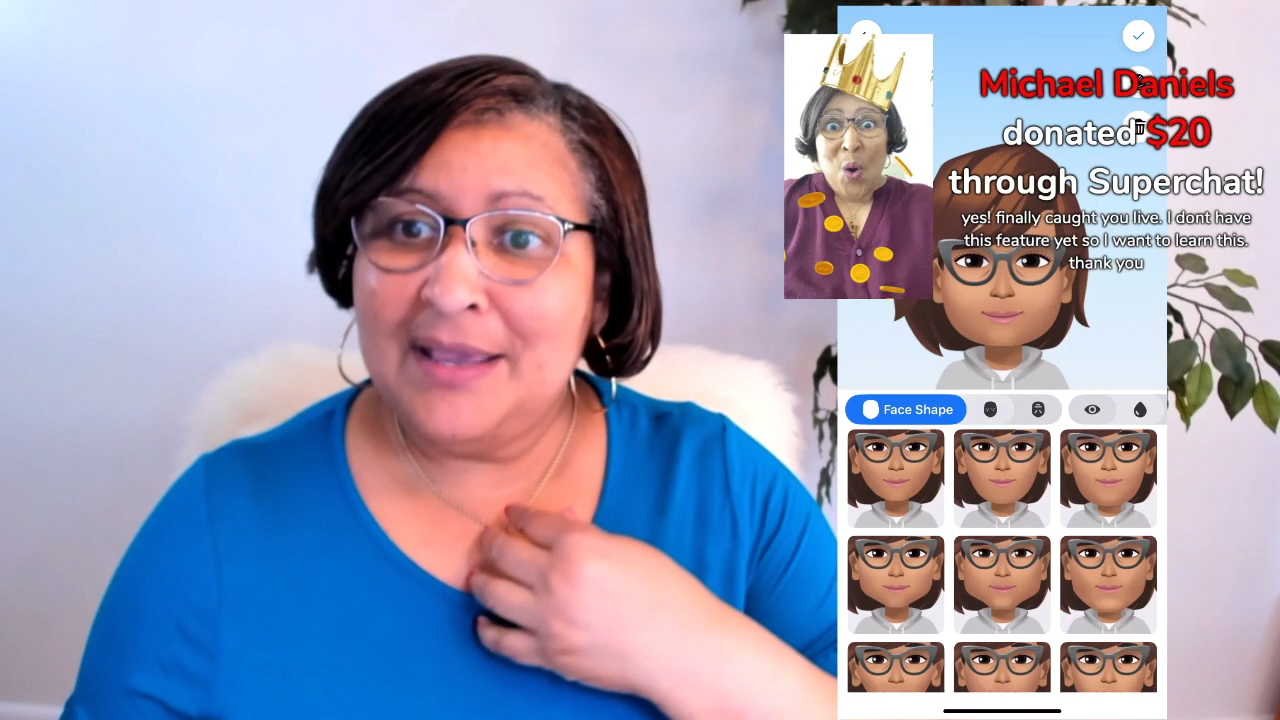 Michael Daniels
donated $20
through Superchat!
yes! finally caught you live. I dont have
this feature yet so I want to learn this.
thank you
Face Shape